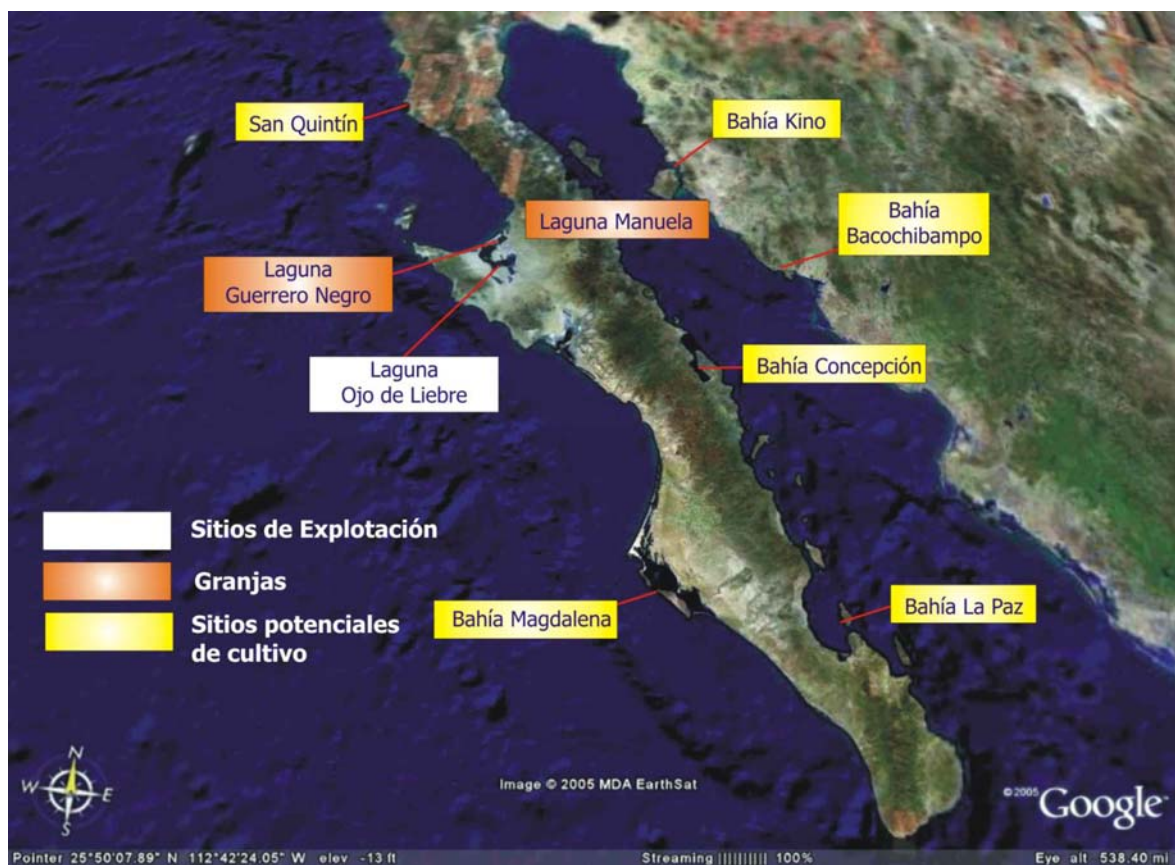 San Quintín
Bahía Kino
Laguna Manuela
Bahía
Bacochibampo
Laguna
Guerrero Negro
Laguna
Ojo de Liebre
Bahía Concepción
Sitios de Explotación
Granjas
Sitios potenciales
de cultivo
Bahía Magdalena
Bahía La Paz
N
W E
S
Image © 2005 MDA EarthSat
©2005 Google
Pointer 25°50'07.89" N 112°42'24.05" W elev -13 ft Streaming |||||||||| 100% Eye alt 538.40 mi